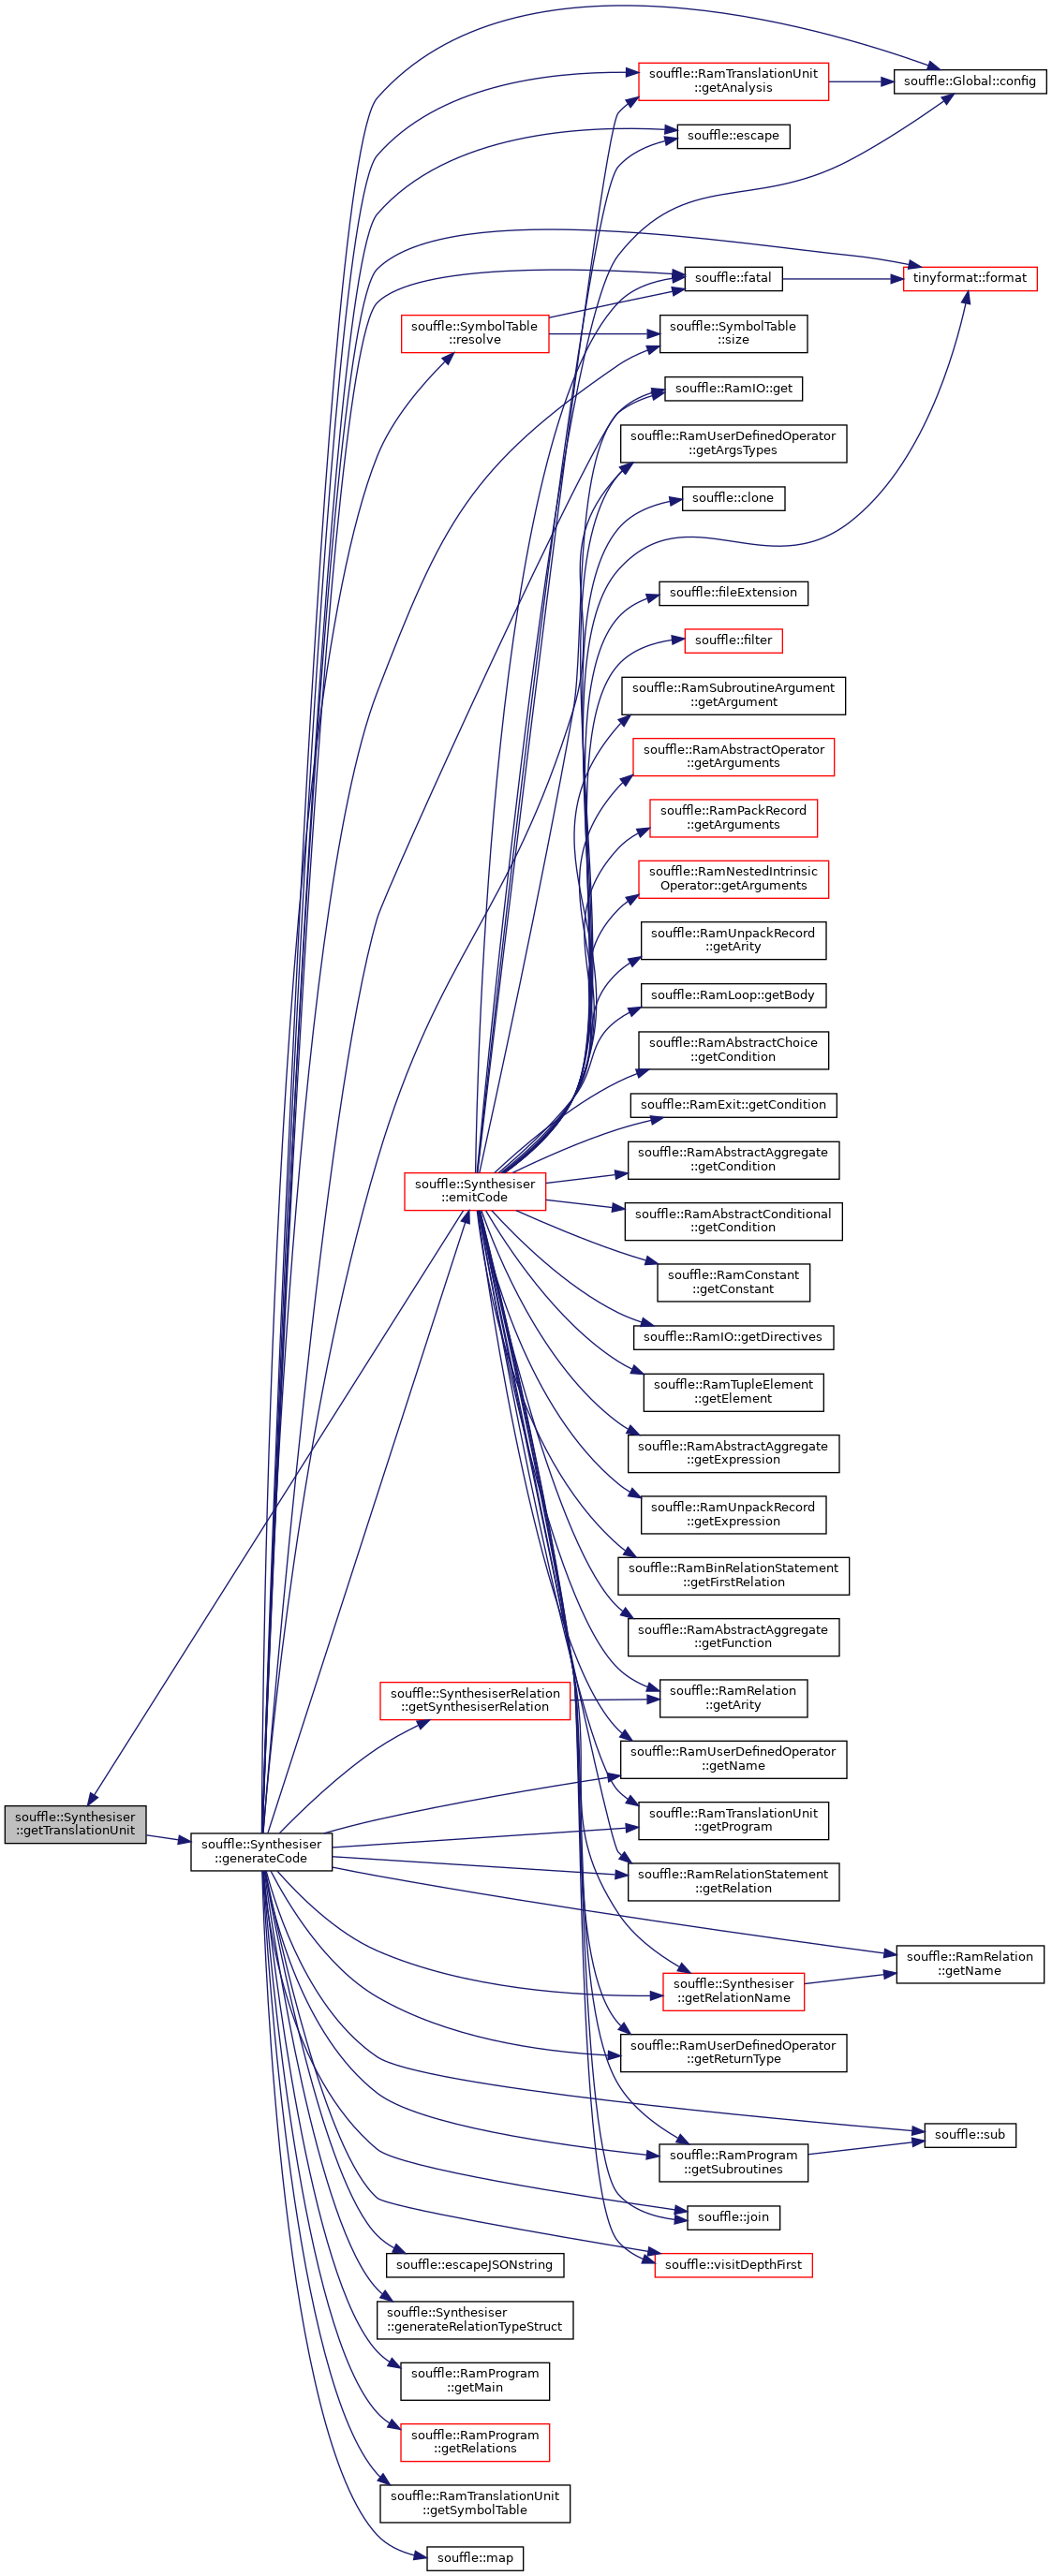 souffle::RamTranslationUnit
::getAnalysis
souffle::Global::config
souffle::escape
souffle::fatal
tinyformat::format
souffle::SymbolTable
::resolve
souffle::SymbolTable
::size
souffle::RamIO::get
souffle::RamUserDefinedOperator
::getArgsTypes
souffle::clone
souffle::fileExtension
souffle::filter
souffle::RamSubroutineArgument
::getArgument
souffle::RamAbstractOperator
::getArguments
souffle::RamPackRecord
::getArguments
souffle::RamNestedIntrinsic
Operator::getArguments
souffle::RamUnpackRecord
::getArity
souffle::RamLoop::getBody
souffle::RamAbstractChoice
::getCondition
souffle::RamExit::getCondition
souffle::RamAbstractAggregate
::getCondition
souffle::Synthesiser
::emitCode
souffle::RamAbstractConditional
::getCondition
souffle::RamConstant
::getConstant
souffle::RamIO::getDirectives
souffle::RamTupleElement
::getElement
souffle::RamAbstractAggregate
::getExpression
souffle::RamUnpackRecord
::getExpression
souffle::RamBinRelationStatement
::getFirstRelation
souffle::RamAbstractAggregate
::getFunction
souffle::SynthesiserRelation
::getSynthesiserRelation
souffle::RamRelation
::getArity
souffle::RamUserDefinedOperator
::getName
souffle::Synthesiser
::getTranslationUnit
souffle::RamTranslationUnit
::getProgram
souffle::Synthesiser
::generateCode
souffle::RamRelationStatement
::getRelation
souffle::RamRelation
::getName
souffle::Synthesiser
::getRelationName
souffle::RamUserDefinedOperator
::getReturnType
souffle::sub
souffle::RamProgram
::getSubroutines
souffle::join
souffle::escapeJSONstring
souffle::visitDepthFirst
souffle::Synthesiser
::generateRelationTypeStruct
souffle::RamProgram
::getMain
souffle::RamProgram
::getRelations
souffle::RamTranslationUnit
::getSymbolTable
souffle::map